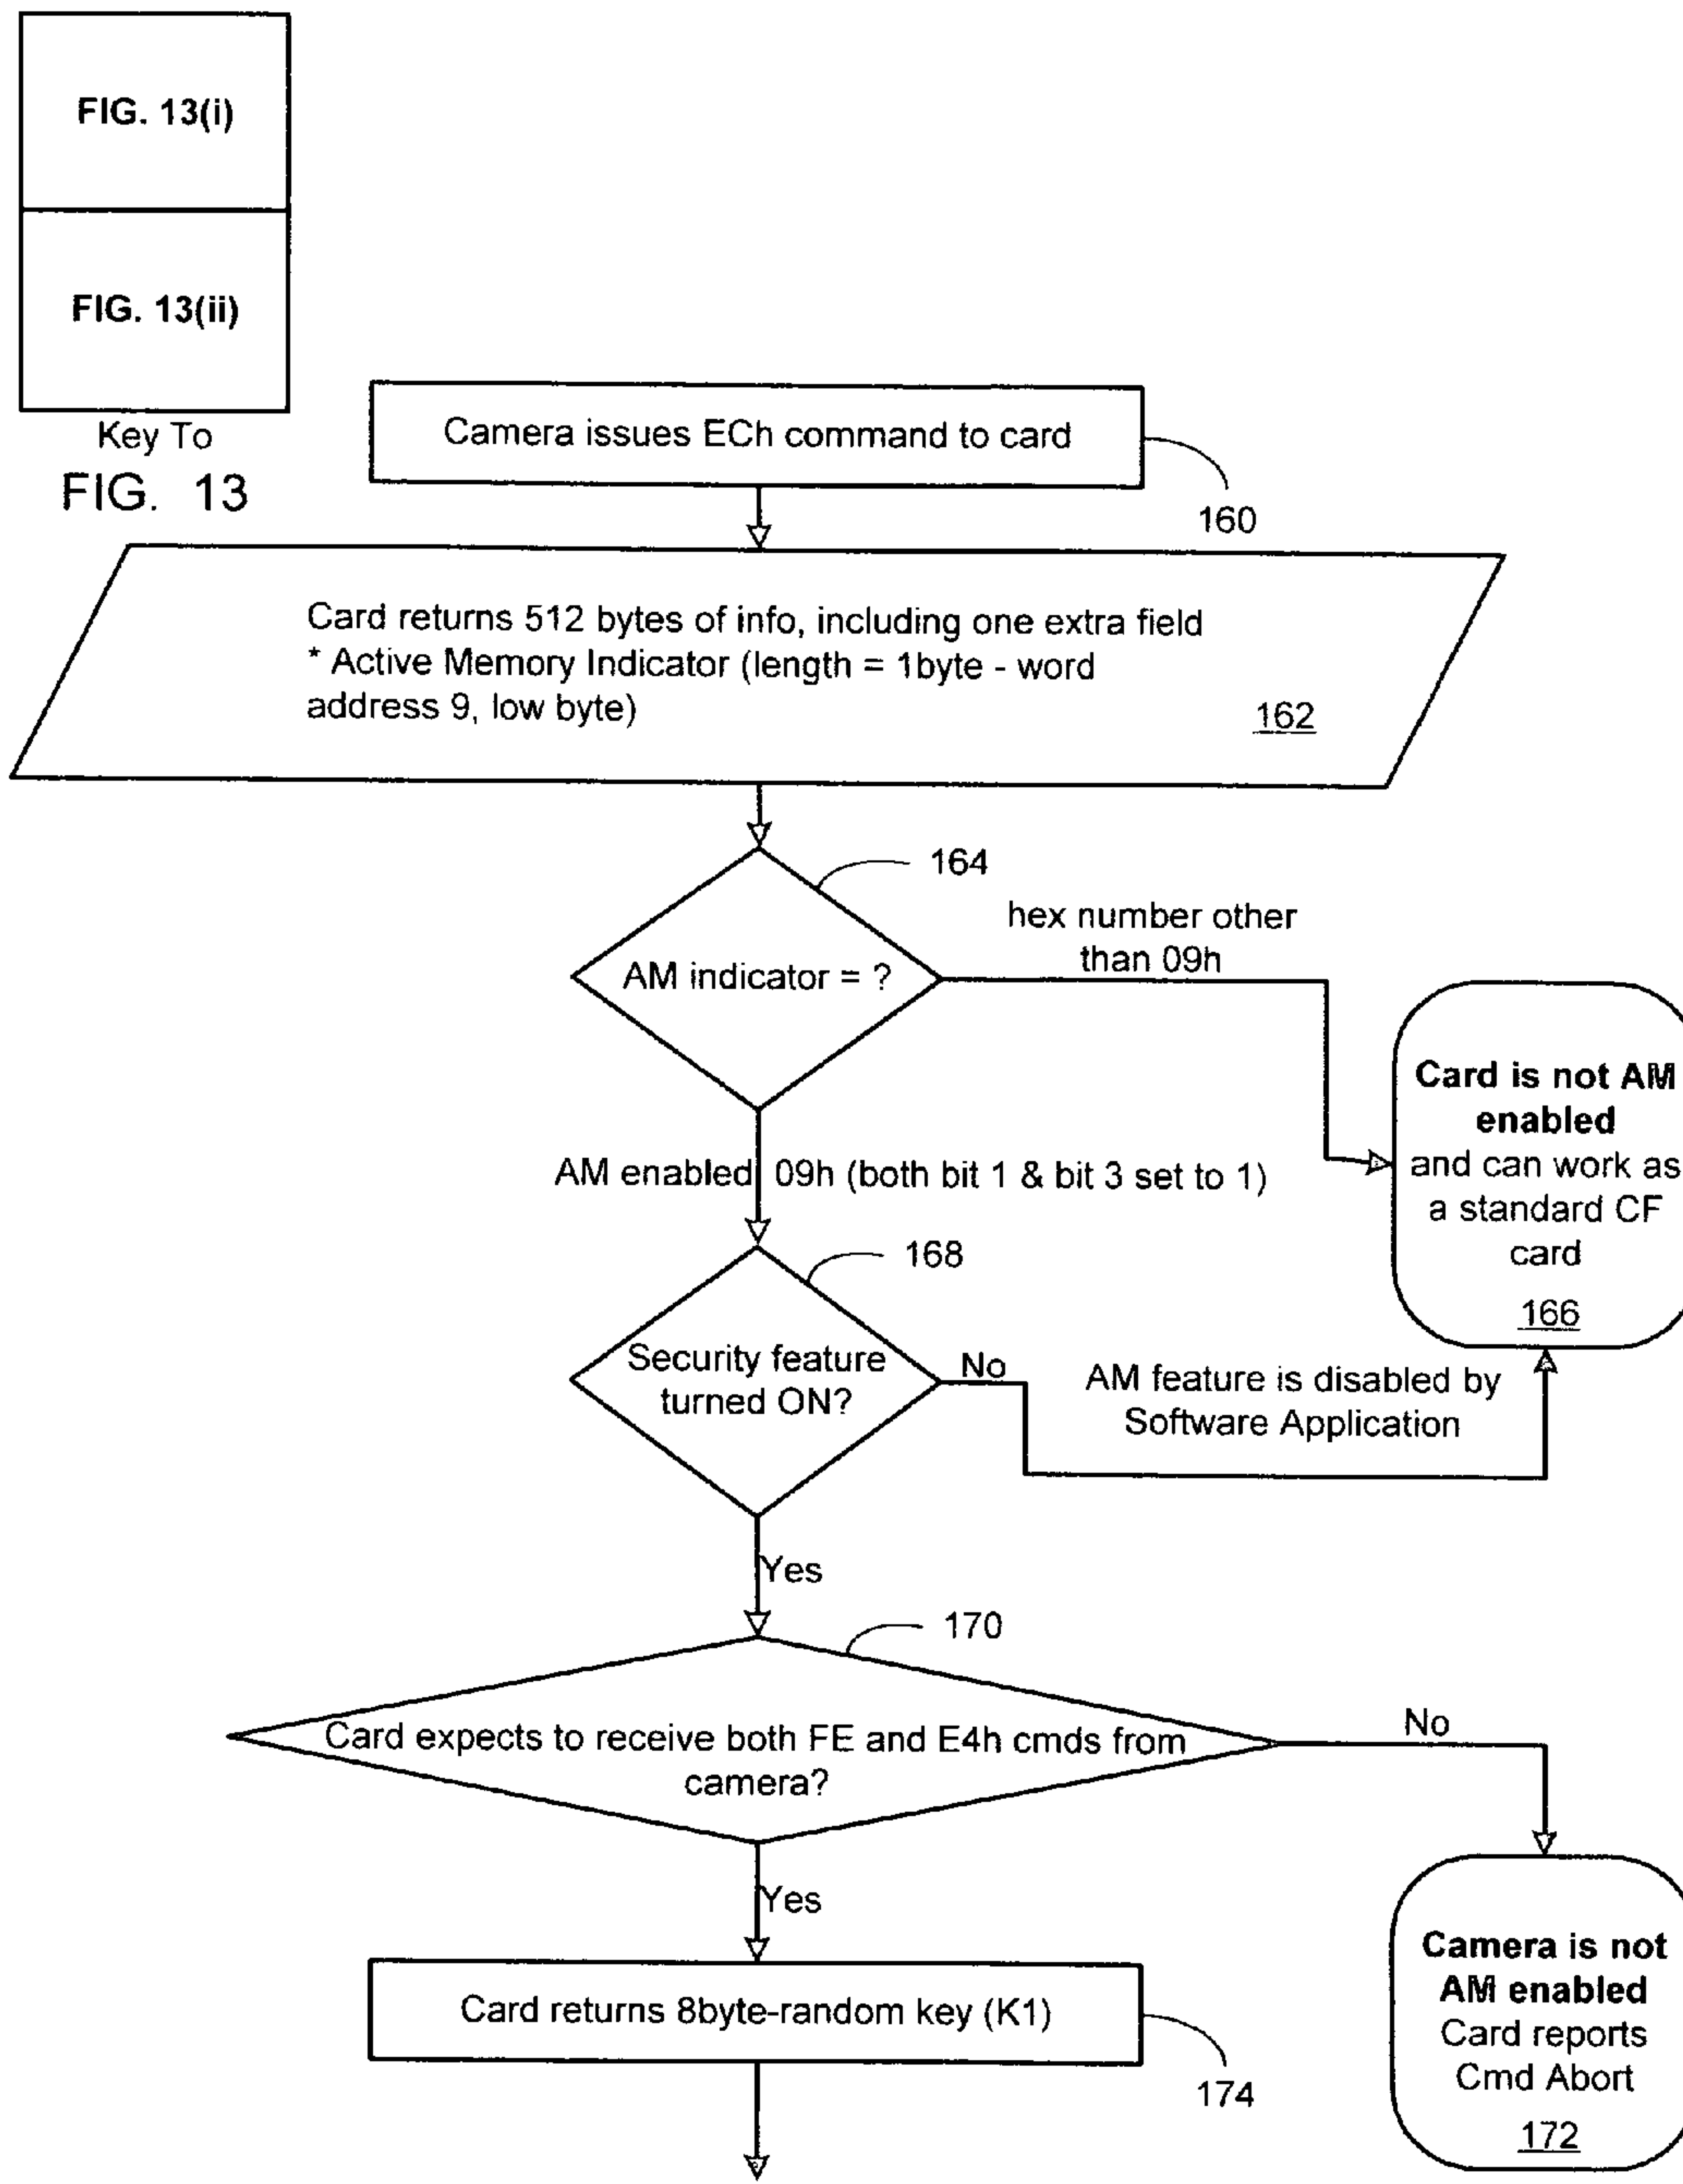 FIG. 13(i)
FIG. 13(ii)
Key To
FIG. 13
Camera issues ECh command to card
160
Card returns 512 bytes of info, including one extra field
* Active Memory Indicator (length = 1byte - word
address 9, low byte)
162
164
AM indicator = ?
hex number other
than 09h
Card is not AM
enabled
and can work as
a standard CF
card
166
AM enabled 09h (both bit 1 & bit 3 set to 1)
168
Security feature
turned ON?
No
AM feature is disabled by
Software Application
Yes
170
Card expects to receive both FE and E4h cmds from
camera?
No
Yes
Camera is not
AM enabled
Card reports
Cmd Abort
172
Card returns 8byte-random key (K1)
174